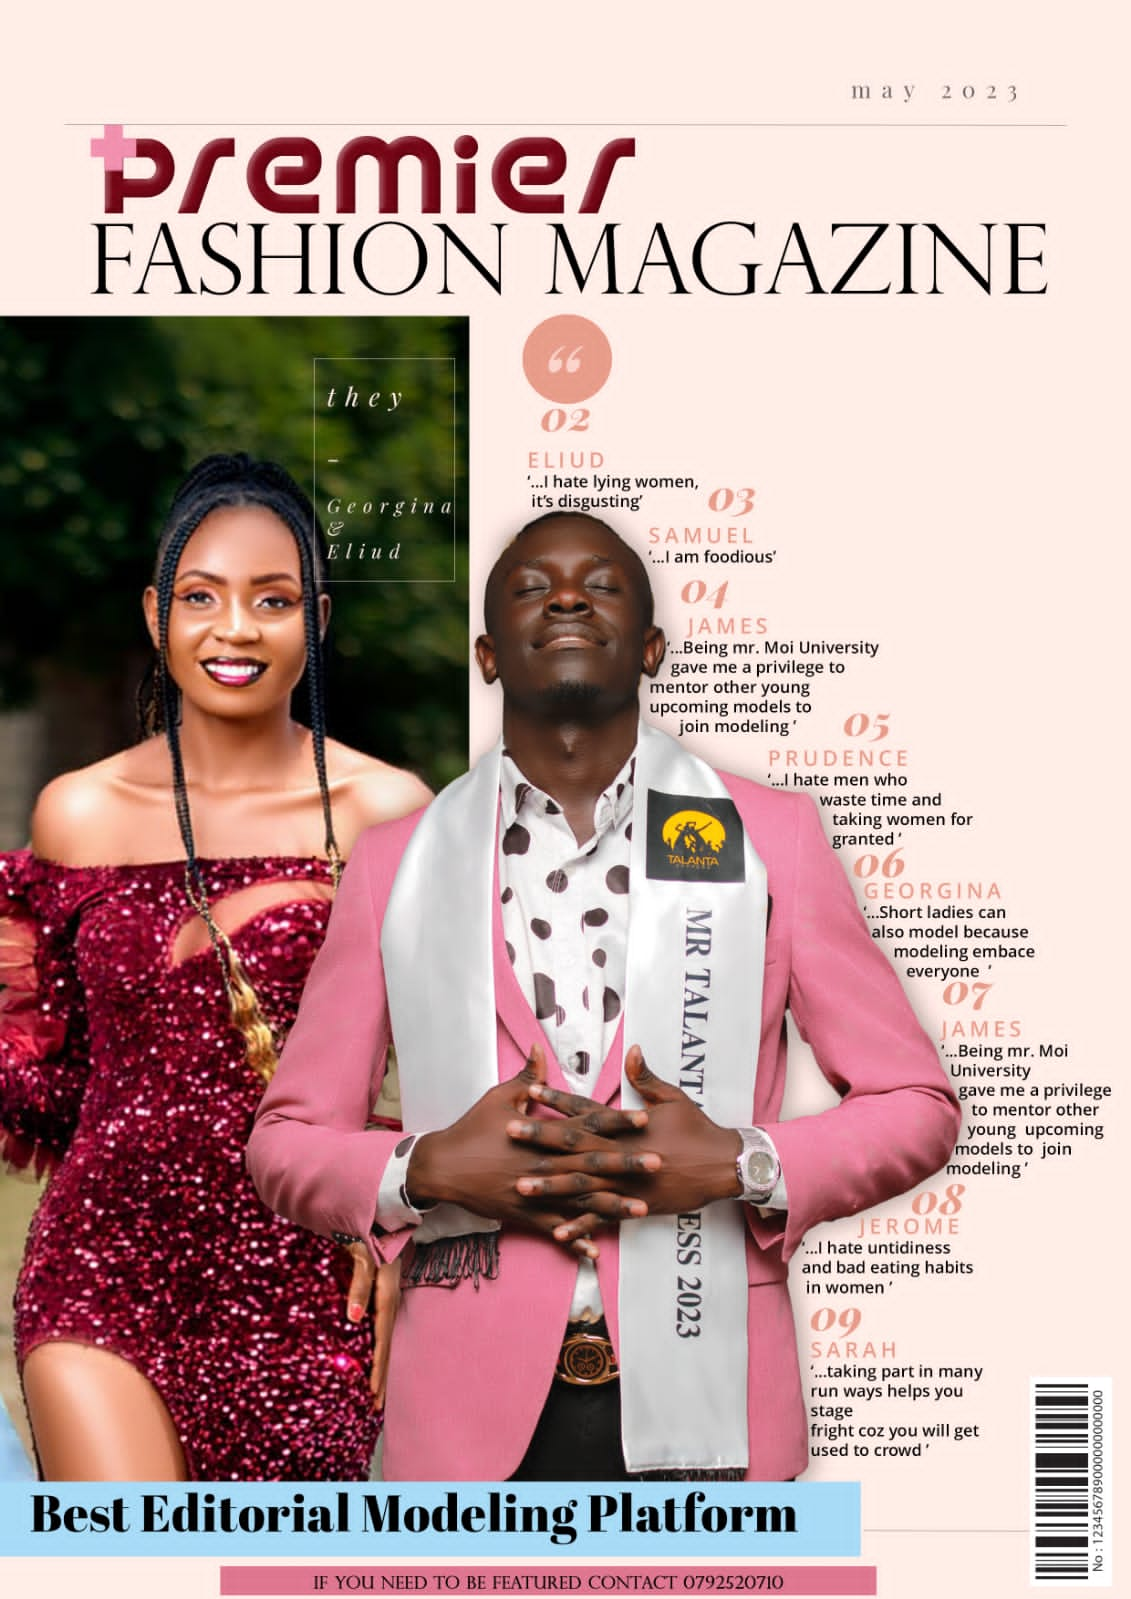 may 2023
premier
FASHION MAGAZINE
they
–
Georgina
&
Eliud
“
02
ELIUD
‘...I hate lying women,
it’s disgusting’
03
SAMUEL
‘...I am foodious’
04
JAMES
‘...Being mr. Moi University
gave me a privilege to
mentor other young
upcoming models to
join modeling ’
05
PRUDENCE
‘...I hate men who
waste time and
taking women for
granted ’
06
GEORGINA
‘...Short ladies can
also model because
modeling embace
everyone ’
07
JAMES
‘...Being mr. Moi
University
gave me a privilege
to mentor other
young upcoming
models to join
modeling ’
08
JEROME
‘...I hate untidiness
and bad eating habits
in women ’
09
SARAH
‘...taking part in many
run ways helps you
stage
fright coz you will get
used to crowd ’
TALANTA
MR TALANTA
ESS 2023
Best Editorial Modeling Platform
IF YOU NEED TO BE FEATURED CONTACT 0792520710